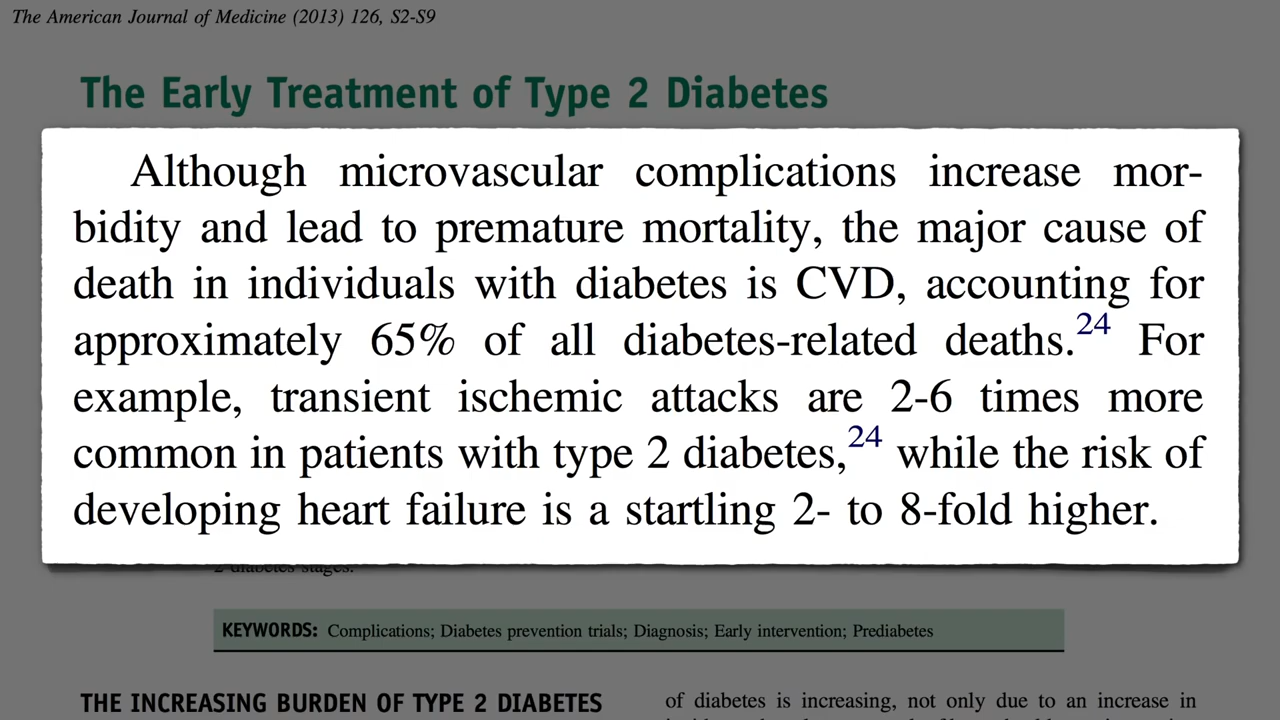 The American Journal of Medicine (2013) 126, S2-S9
The Early Treatment of Type 2 Diabetes
Although microvascular complications increase mor-
bidity and lead to premature mortality, the major cause of
death in individuals with diabetes is CVD, accounting for
approximately 65% of all diabetes-related deaths.24 For
example, transient ischemic attacks are 2-6 times more
common in patients with type 2 diabetes,24 while the risk of
developing heart failure is a startling 2- to 8-fold higher.
2 diabetes stages.
KEYWORDS: Complications; Diabetes prevention trials; Diagnosis; Early intervention; Prediabetes
THE INCREASING BURDEN OF TYPE 2 DIABETES
of diabetes is increasing, not only due to an increase in